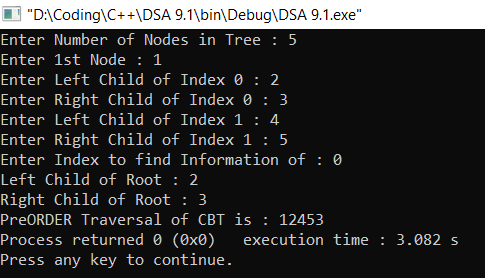 "D:\Coding\C++\DSA 9.1\bin\Debug\DSA 9.1.exe"
Enter Number of Nodes in Tree : 5
Enter 1st Node : 1
Enter Left Child of Index 0 : 2
Enter Right Child of Index 0 : 3
Enter Left Child of Index 1 : 4
Enter Right Child of Index 1 : 5
Enter Index to find Information of : 0
Left Child of Root : 2
Right Child of Root : 3
PreORDER Traversal of CBT is : 12453
Process returned 0 (0x0)   execution time : 3.082 s
Press any key to continue.